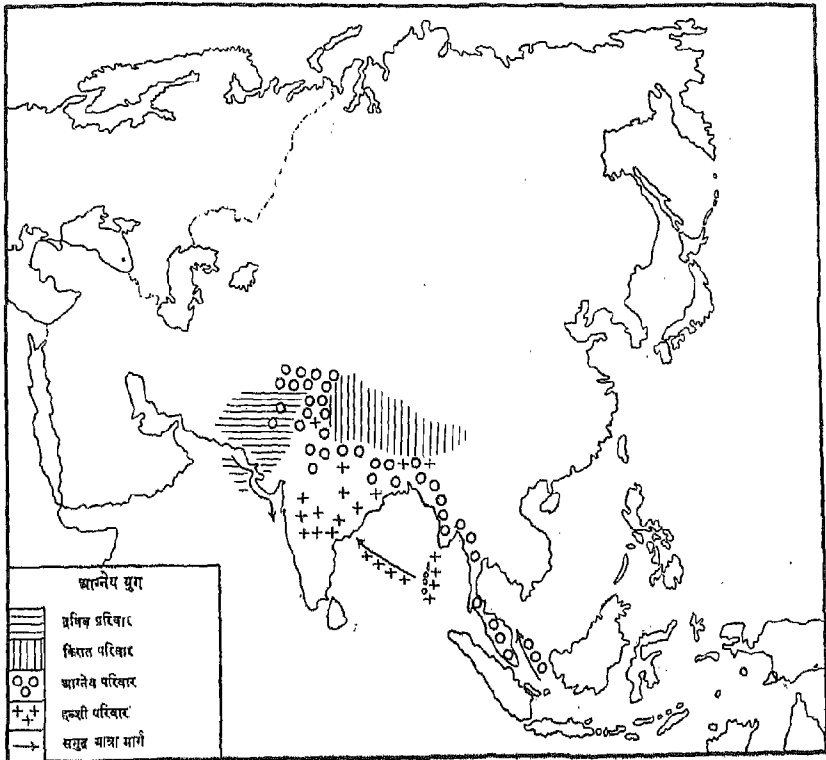 आग्नेय युग
द्रविड़ परिवार
किरात परिवार
आग्नेय परिवार
हब्शी परिवार
समुद्र यात्रा मार्ग